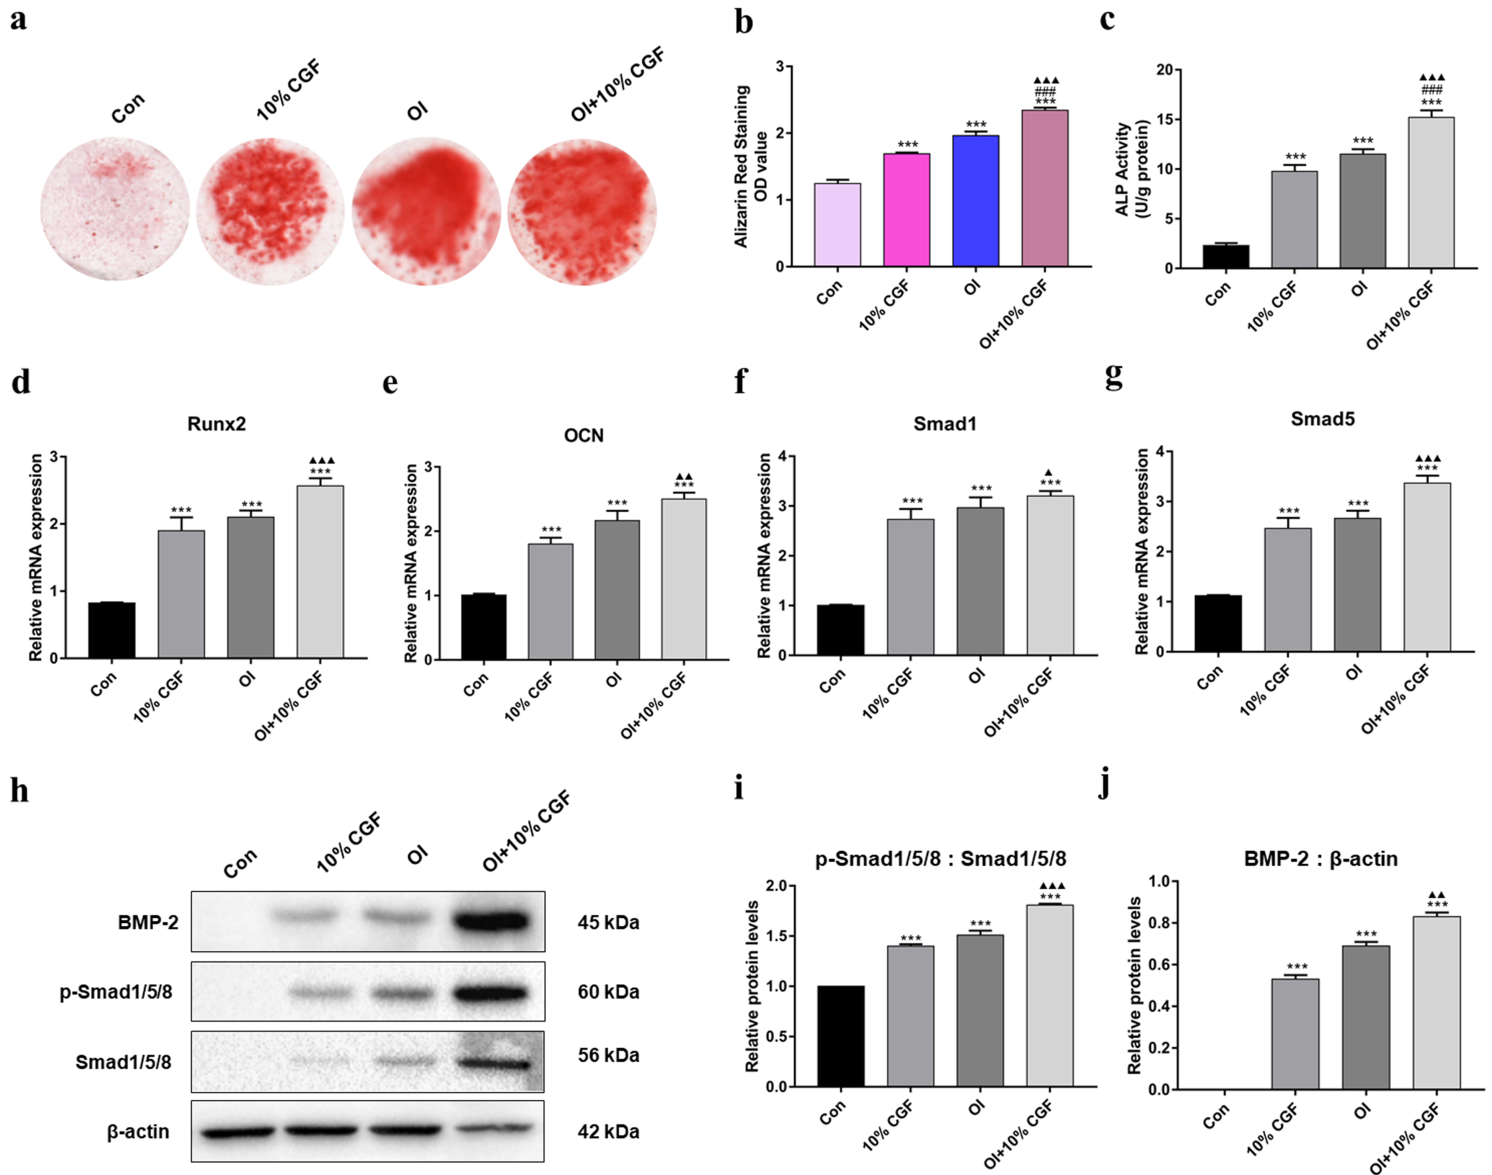 a
Con
10% CGF
OI
OI+10% CGF
b
Alizarin Red Staining
OD value
3
2
1
0
***
***
▲▲▲
###
***
Con
10% CGF
OI
OI+10% CGF
c
ALP Activity
(U/g protein)
20
15
10
5
0
***
***
▲▲▲
###
***
Con
10% CGF
OI
OI+10% CGF
d
Runx2
Relative mRNA expression
3
2
1
0
***
***
▲▲▲
***
Con
10% CGF
OI
OI+10% CGF
e
OCN
Relative mRNA expression
3
2
1
0
***
***
▲▲
***
Con
10% CGF
OI
OI+10% CGF
f
Smad1
Relative mRNA expression
4
3
2
1
0
***
***
▲
***
Con
10% CGF
OI
OI+10% CGF
g
Smad5
Relative mRNA expression
4
3
2
1
0
***
***
▲▲▲
***
Con
10% CGF
OI
OI+10% CGF
h
Con
10% CGF
OI
OI+10% CGF
BMP-2 45 kDa
p-Smad1/5/8 60 kDa
Smad1/5/8 56 kDa
β-actin 42 kDa
i
p-Smad1/5/8 : Smad1/5/8
Relative protein levels
2.0
1.5
1.0
0.5
0.0
***
***
▲▲▲
***
Con
10% CGF
OI
OI+10% CGF
j
BMP-2 : β-actin
Relative protein levels
1.0
0.8
0.6
0.4
0.2
0.0
***
***
▲▲
***
Con
10% CGF
OI
OI+10% CGF